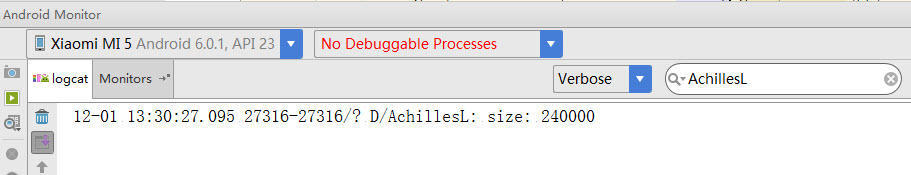 Android Monitor
Xiaomi MI 5 Android 6.0.1, API 23
No Debuggable Processes
logcat
Monitors
Verbose
AchillesL
12-01 13:30:27.095 27316-27316/? D/AchillesL: size: 240000